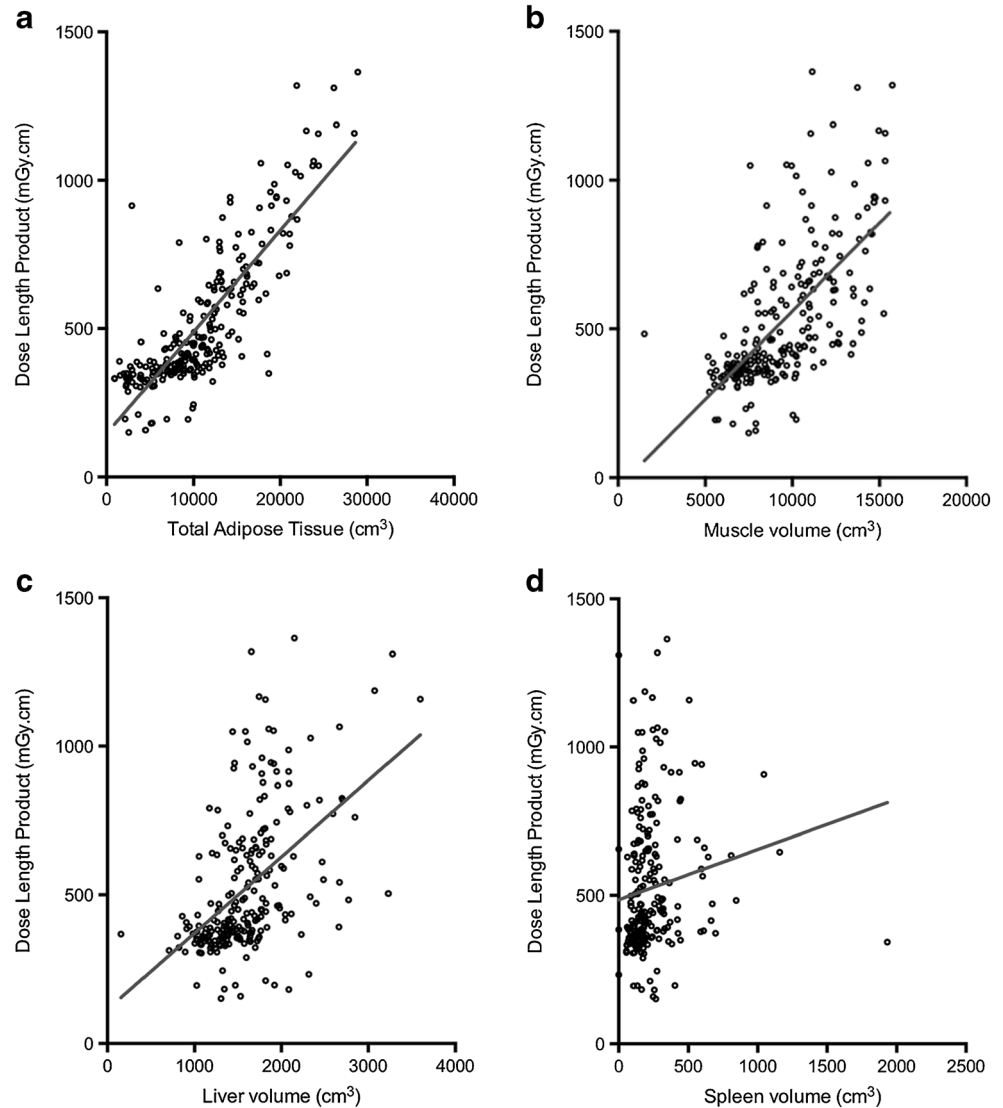 a
1500
1000
500
0
Dose Length Product (mGy.cm)
0 10000 20000 30000 40000
Total Adipose Tissue (cm³)
b
1500
1000
500
0
Dose Length Product (mGy.cm)
0 5000 10000 15000 20000
Muscle volume (cm³)
c
1500
1000
500
0
Dose Length Product (mGy.cm)
0 1000 2000 3000 4000
Liver volume (cm³)
d
1500
1000
500
0
Dose Length Product (mGy.cm)
0 500 1000 1500 2000 2500
Spleen volume (cm³)